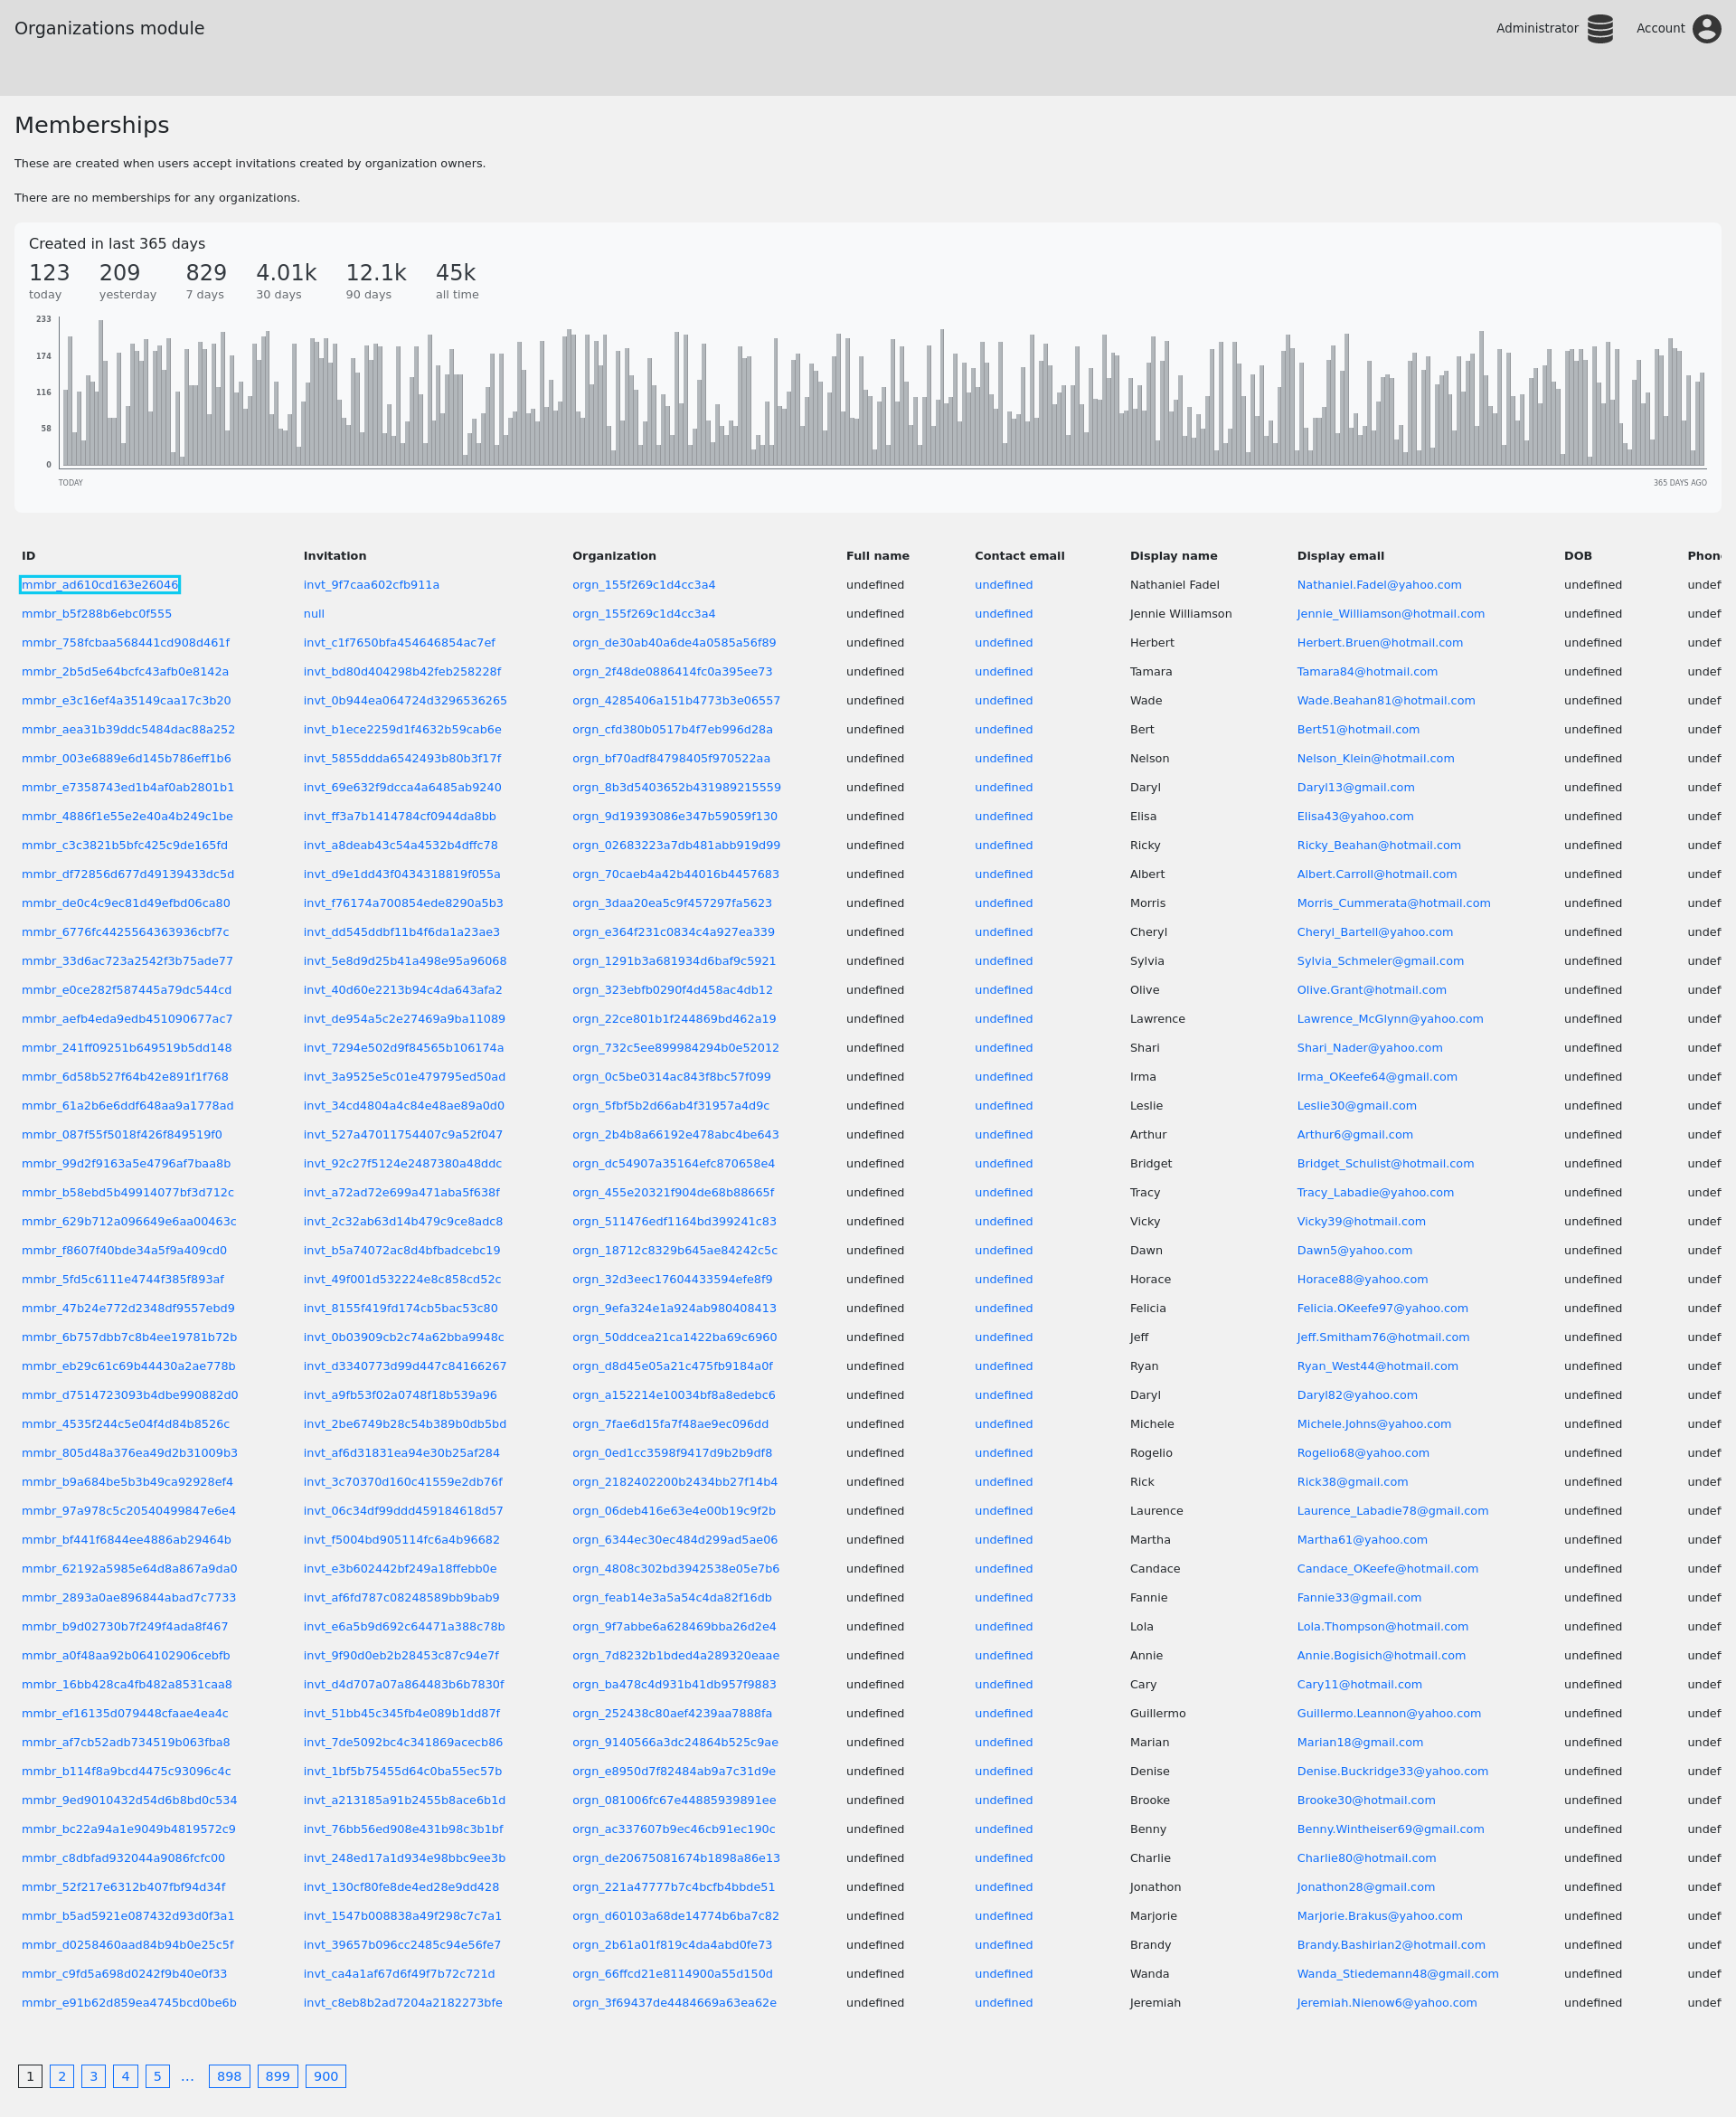 Organizations module
Administrator
Account
Memberships
These are created when users accept invitations created by organization owners.
There are no memberships for any organizations.
Created in last 365 days
123 209 829 4.01k 12.1k 45k
today yesterday 7 days 30 days 90 days all time
233
174
116
58
0
TODAY 365 DAYS AGO
ID Invitation Organization Full name Contact email Display name Display email DOB Phon
mmbr_ad610cd163e26046 invt_9f7caa602cfb911a orgn_155f269c1d4cc3a4 undefined undefined Nathaniel Fadel Nathaniel.Fadel@yahoo.com undefined undef
mmbr_b5f288b6ebc0f555 null orgn_155f269c1d4cc3a4 undefined undefined Jennie Williamson Jennie_Williamson@hotmail.com undefined undef
mmbr_758fcbaa568441cd908d461f invt_c1f7650bfa454646854ac7ef orgn_de30ab40a6de4a0585a56f89 undefined undefined Herbert Herbert.Bruen@hotmail.com undefined undef
mmbr_2b5d5e64bcfc43afb0e8142a invt_bd80d404298b42feb258228f orgn_2f48de0886414fc0a395ee73 undefined undefined Tamara Tamara84@hotmail.com undefined undef
mmbr_e3c16ef4a35149caa17c3b20 invt_0b944ea064724d3296536265 orgn_4285406a151b4773b3e06557 undefined undefined Wade Wade.Beahan81@hotmail.com undefined undef
mmbr_aea31b39ddc5484dac88a252 invt_b1ece2259d1f4632b59cab6e orgn_cfd380b0517b4f7eb996d28a undefined undefined Bert Bert51@hotmail.com undefined undef
mmbr_003e6889e6d145b786eff1b6 invt_5855ddda6542493b80b3f17f orgn_bf70adf84798405f970522aa undefined undefined Nelson Nelson_Klein@hotmail.com undefined undef
mmbr_e7358743ed1b4af0ab2801b1 invt_69e632f9dcca4a6485ab9240 orgn_8b3d5403652b431989215559 undefined undefined Daryl Daryl13@gmail.com undefined undef
mmbr_4886f1e55e2e40a4b249c1be invt_ff3a7b1414784cf0944da8bb orgn_9d19393086e347b59059f130 undefined undefined Elisa Elisa43@yahoo.com undefined undef
mmbr_c3c3821b5bfc425c9de165fd invt_a8deab43c54a4532b4dffc78 orgn_02683223a7db481abb919d99 undefined undefined Ricky Ricky_Beahan@hotmail.com undefined undef
mmbr_df72856d677d49139433dc5d invt_d9e1dd43f0434318819f055a orgn_70caeb4a42b44016b4457683 undefined undefined Albert Albert.Carroll@hotmail.com undefined undef
mmbr_de0c4c9ec81d49efbd06ca80 invt_f76174a700854ede8290a5b3 orgn_3daa20ea5c9f457297fa5623 undefined undefined Morris Morris_Cummerata@hotmail.com undefined undef
mmbr_6776fc4425564363936cbf7c invt_dd545ddbf11b4f6da1a23ae3 orgn_e364f231c0834c4a927ea339 undefined undefined Cheryl Cheryl_Bartell@yahoo.com undefined undef
mmbr_33d6ac723a2542f3b75ade77 invt_5e8d9d25b41a498e95a96068 orgn_1291b3a681934d6baf9c5921 undefined undefined Sylvia Sylvia_Schmeler@gmail.com undefined undef
mmbr_e0ce282f587445a79dc544cd invt_40d60e2213b94c4da643afa2 orgn_323ebfb0290f4d458ac4db12 undefined undefined Olive Olive.Grant@hotmail.com undefined undef
mmbr_aefb4eda9edb451090677ac7 invt_de954a5c2e27469a9ba11089 orgn_22ce801b1f244869bd462a19 undefined undefined Lawrence Lawrence_McGlynn@yahoo.com undefined undef
mmbr_241ff09251b649519b5dd148 invt_7294e502d9f84565b106174a orgn_732c5ee899984294b0e52012 undefined undefined Shari Shari_Nader@yahoo.com undefined undef
mmbr_6d58b527f64b42e891f1f768 invt_3a9525e5c01e479795ed50ad orgn_0c5be0314ac843f8bc57f099 undefined undefined Irma Irma_OKeefe64@gmail.com undefined undef
mmbr_61a2b6e6ddf648aa9a1778ad invt_34cd4804a4c84e48ae89a0d0 orgn_5fbf5b2d66ab4f31957a4d9c undefined undefined Leslie Leslie30@gmail.com undefined undef
mmbr_087f55f5018f426f849519f0 invt_527a47011754407c9a52f047 orgn_2b4b8a66192e478abc4be643 undefined undefined Arthur Arthur6@gmail.com undefined undef
mmbr_99d2f9163a5e4796af7baa8b invt_92c27f5124e2487380a48ddc orgn_dc54907a35164efc870658e4 undefined undefined Bridget Bridget_Schulist@hotmail.com undefined undef
mmbr_b58ebd5b49914077bf3d712c invt_a72ad72e699a471aba5f638f orgn_455e20321f904de68b88665f undefined undefined Tracy Tracy_Labadie@yahoo.com undefined undef
mmbr_629b712a096649e6aa00463c invt_2c32ab63d14b479c9ce8adc8 orgn_511476edf1164bd399241c83 undefined undefined Vicky Vicky39@hotmail.com undefined undef
mmbr_f8607f40bde34a5f9a409cd0 invt_b5a74072ac8d4bfbadcebc19 orgn_18712c8329b645ae84242c5c undefined undefined Dawn Dawn5@yahoo.com undefined undef
mmbr_5fd5c6111e4744f385f893af invt_49f001d532224e8c858cd52c orgn_32d3eec17604433594efe8f9 undefined undefined Horace Horace88@yahoo.com undefined undef
mmbr_47b24e772d2348df9557ebd9 invt_8155f419fd174cb5bac53c80 orgn_9efa324e1a924ab980408413 undefined undefined Felicia Felicia.OKeefe97@yahoo.com undefined undef
mmbr_6b757dbb7c8b4ee19781b72b invt_0b03909cb2c74a62bba9948c orgn_50ddcea21ca1422ba69c6960 undefined undefined Jeff Jeff.Smitham76@hotmail.com undefined undef
mmbr_eb29c61c69b44430a2ae778b invt_d3340773d99d447c84166267 orgn_d8d45e05a21c475fb9184a0f undefined undefined Ryan Ryan_West44@hotmail.com undefined undef
mmbr_d7514723093b4dbe990882d0 invt_a9fb53f02a0748f18b539a96 orgn_a152214e10034bf8a8edebc6 undefined undefined Daryl Daryl82@yahoo.com undefined undef
mmbr_4535f244c5e04f4d84b8526c invt_2be6749b28c54b389b0db5bd orgn_7fae6d15fa7f48ae9ec096dd undefined undefined Michele Michele.Johns@yahoo.com undefined undef
mmbr_805d48a376ea49d2b31009b3 invt_af6d31831ea94e30b25af284 orgn_0ed1cc3598f9417d9b2b9df8 undefined undefined Rogelio Rogelio68@yahoo.com undefined undef
mmbr_b9a684be5b3b49ca92928ef4 invt_3c70370d160c41559e2db76f orgn_2182402200b2434bb27f14b4 undefined undefined Rick Rick38@gmail.com undefined undef
mmbr_97a978c5c20540499847e6e4 invt_06c34df99ddd459184618d57 orgn_06deb416e63e4e00b19c9f2b undefined undefined Laurence Laurence_Labadie78@gmail.com undefined undef
mmbr_bf441f6844ee4886ab29464b invt_f5004bd905114fc6a4b96682 orgn_6344ec30ec484d299ad5ae06 undefined undefined Martha Martha61@yahoo.com undefined undef
mmbr_62192a5985e64d8a867a9da0 invt_e3b602442bf249a18ffebb0e orgn_4808c302bd3942538e05e7b6 undefined undefined Candace Candace_OKeefe@hotmail.com undefined undef
mmbr_2893a0ae896844abad7c7733 invt_af6fd787c08248589bb9bab9 orgn_feab14e3a5a54c4da82f16db undefined undefined Fannie Fannie33@gmail.com undefined undef
mmbr_b9d02730b7f249f4ada8f467 invt_e6a5b9d692c64471a388c78b orgn_9f7abbe6a628469bba26d2e4 undefined undefined Lola Lola.Thompson@hotmail.com undefined undef
mmbr_a0f48aa92b064102906cebfb invt_9f90d0eb2b28453c87c94e7f orgn_7d8232b1bded4a289320eaae undefined undefined Annie Annie.Bogisich@hotmail.com undefined undef
mmbr_16bb428ca4fb482a8531caa8 invt_d4d707a07a864483b6b7830f orgn_ba478c4d931b41db957f9883 undefined undefined Cary Cary11@hotmail.com undefined undef
mmbr_ef16135d079448cfaae4ea4c invt_51bb45c345fb4e089b1dd87f orgn_252438c80aef4239aa7888fa undefined undefined Guillermo Guillermo.Leannon@yahoo.com undefined undef
mmbr_af7cb52adb734519b063fba8 invt_7de5092bc4c341869acecb86 orgn_9140566a3dc24864b525c9ae undefined undefined Marian Marian18@gmail.com undefined undef
mmbr_b114f8a9bcd4475c93096c4c invt_1bf5b75455d64c0ba55ec57b orgn_e8950d7f82484ab9a7c31d9e undefined undefined Denise Denise.Buckridge33@yahoo.com undefined undef
mmbr_9ed9010432d54d6b8bd0c534 invt_a213185a91b2455b8ace6b1d orgn_081006fc67e44885939891ee undefined undefined Brooke Brooke30@hotmail.com undefined undef
mmbr_bc22a94a1e9049b4819572c9 invt_76bb56ed908e431b98c3b1bf orgn_ac337607b9ec46cb91ec190c undefined undefined Benny Benny.Wintheiser69@gmail.com undefined undef
mmbr_c8dbfad932044a9086fcfc00 invt_248ed17a1d934e98bbc9ee3b orgn_de20675081674b1898a86e13 undefined undefined Charlie Charlie80@hotmail.com undefined undef
mmbr_52f217e6312b407fbf94d34f invt_130cf80fe8de4ed28e9dd428 orgn_221a47777b7c4bcfb4bbde51 undefined undefined Jonathon Jonathon28@gmail.com undefined undef
mmbr_b5ad5921e087432d93d0f3a1 invt_1547b008838a49f298c7c7a1 orgn_d60103a68de14774b6ba7c82 undefined undefined Marjorie Marjorie.Brakus@yahoo.com undefined undef
mmbr_d0258460aad84b94b0e25c5f invt_39657b096cc2485c94e56fe7 orgn_2b61a01f819c4da4abd0fe73 undefined undefined Brandy Brandy.Bashirian2@hotmail.com undefined undef
mmbr_c9fd5a698d0242f9b40e0f33 invt_ca4a1af67d6f49f7b72c721d orgn_66ffcd21e8114900a55d150d undefined undefined Wanda Wanda_Stiedemann48@gmail.com undefined undef
mmbr_e91b62d859ea4745bcd0be6b invt_c8eb8b2ad7204a2182273bfe orgn_3f69437de4484669a63ea62e undefined undefined Jeremiah Jeremiah.Nienow6@yahoo.com undefined undef
1 2 3 4 5 ... 898 899 900